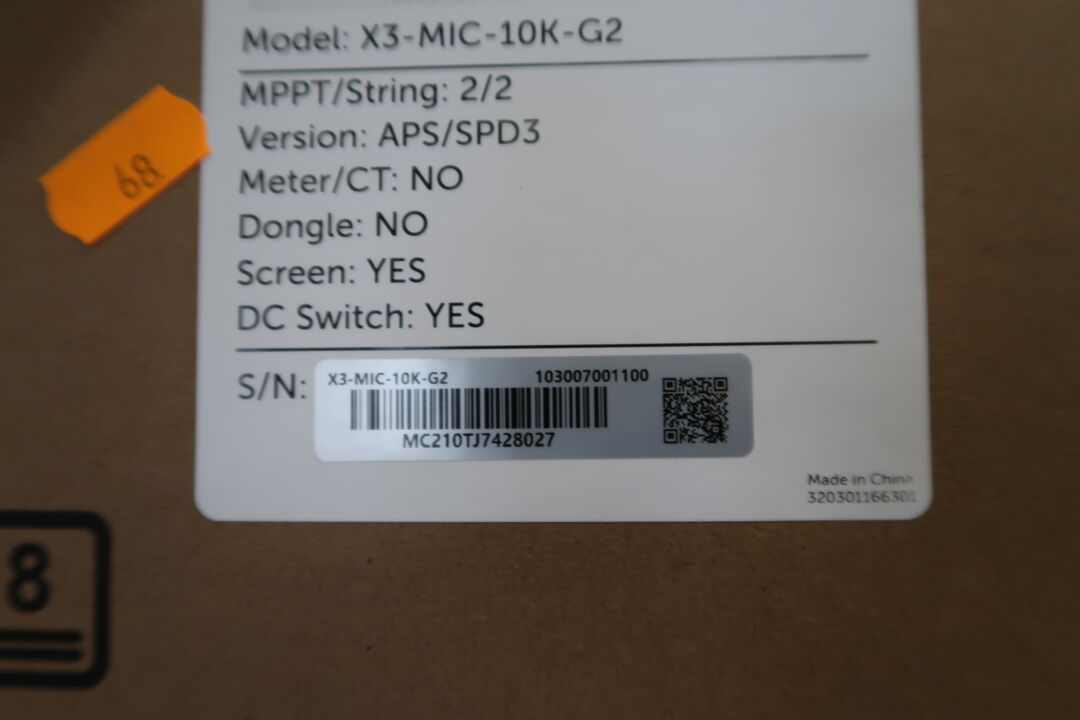 Model: X3-MIC-10K-G2
MPPT/String: 2/2
Version: APS/SPD3
Meter/CT: NO
Dongle: NO
Screen: YES
DC Switch: YES
S/N:
X3-MIC-10K-G2 103007001100
MC210TJ7428027
Made in China
320301166301
68
8